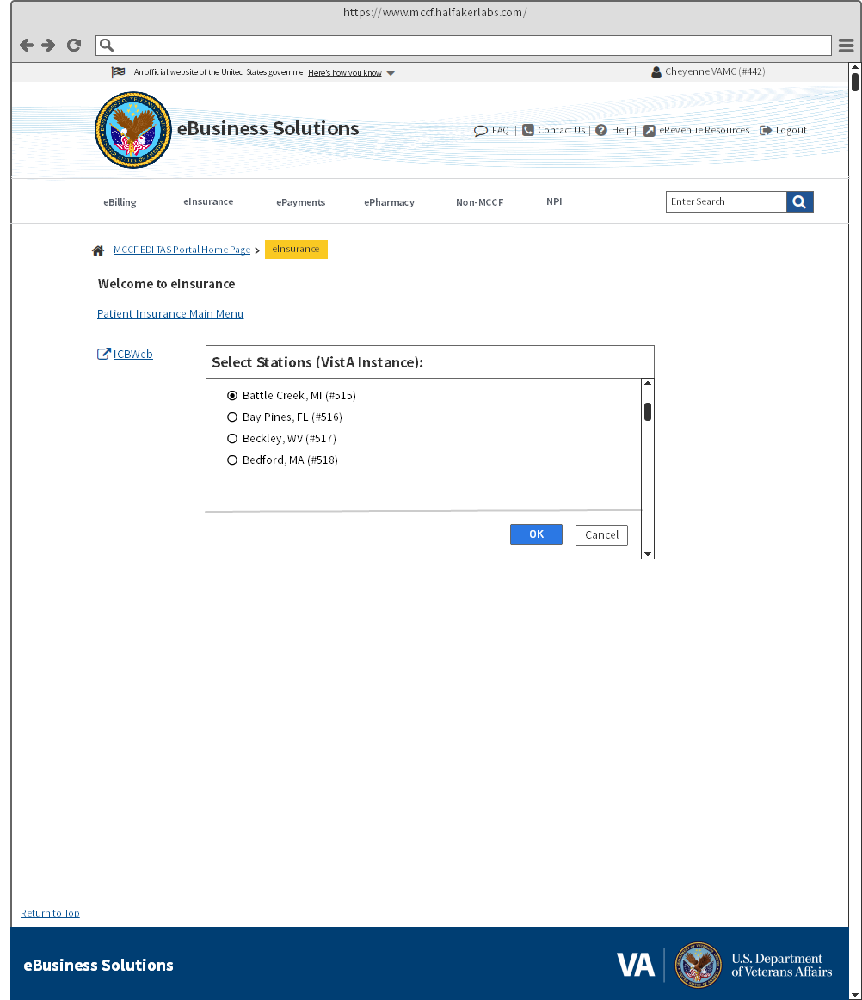 https://www.mccf.halfakerlabs.com/
An official website of the United States governme Here's how you know
Cheyenne VAMC (#442)
eBusiness Solutions
FAQ | Contact Us | Help | eRevenue Resources | Logout
eBilling eInsurance ePayments ePharmacy Non-MCCF NPI
Enter Search
MCCF EDI TAS Portal Home Page > eInsurance
Welcome to eInsurance
Patient Insurance Main Menu
ICBWeb
Select Stations (VistA Instance):
Battle Creek, MI (#515)
Bay Pines, FL (#516)
Beckley, WV (#517)
Bedford, MA (#518)
OK Cancel
Return to Top
eBusiness Solutions
VA
U.S. Department
of Veterans Affairs